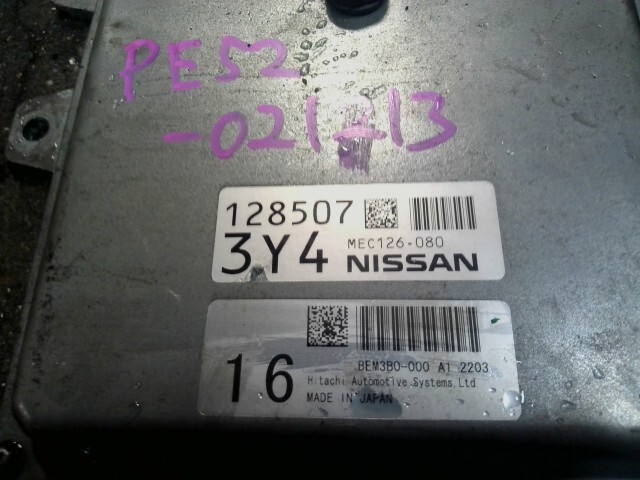 PE52
-021213
128507
3Y4 MEC126-080 NISSAN
16
BEM3B0-000 A1 2203
Hitachi Automotive Systems,Ltd
MADE IN JAPAN